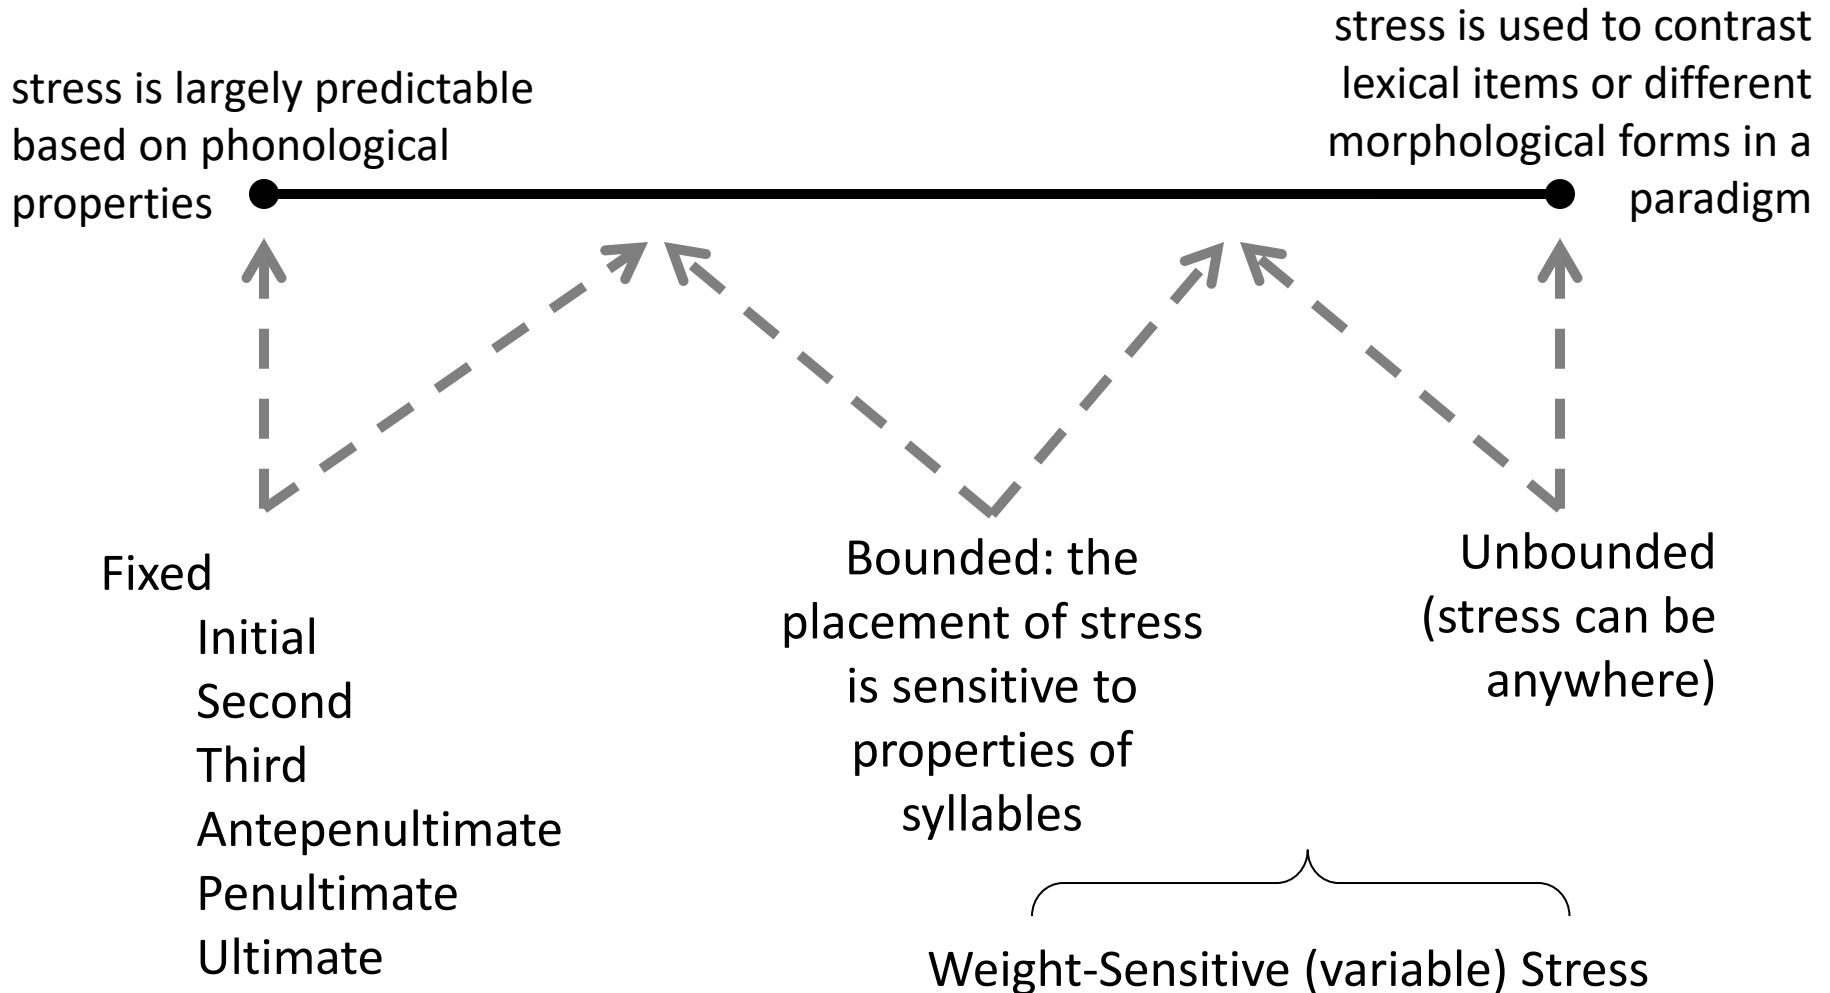 stress is largely predictable
based on phonological
properties
stress is used to contrast
lexical items or different
morphological forms in a
paradigm
Fixed
Initial
Second
Third
Antepenultimate
Penultimate
Ultimate
Bounded: the
placement of stress
is sensitive to
properties of
syllables
Unbounded
(stress can be
anywhere)
Weight-Sensitive (variable) Stress